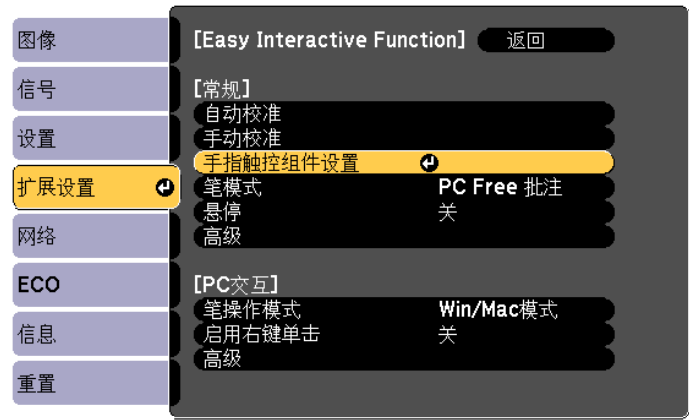 图像
信号
设置
扩展设置
网络
ECO
信息
重置
[Easy Interactive Function] 返回
[常规]
自动校准
手动校准
手指触控组件设置
笔模式 PC Free 批注
悬停 关
高级
[PC交互]
笔操作模式 Win/Mac模式
启用右键单击 关
高级